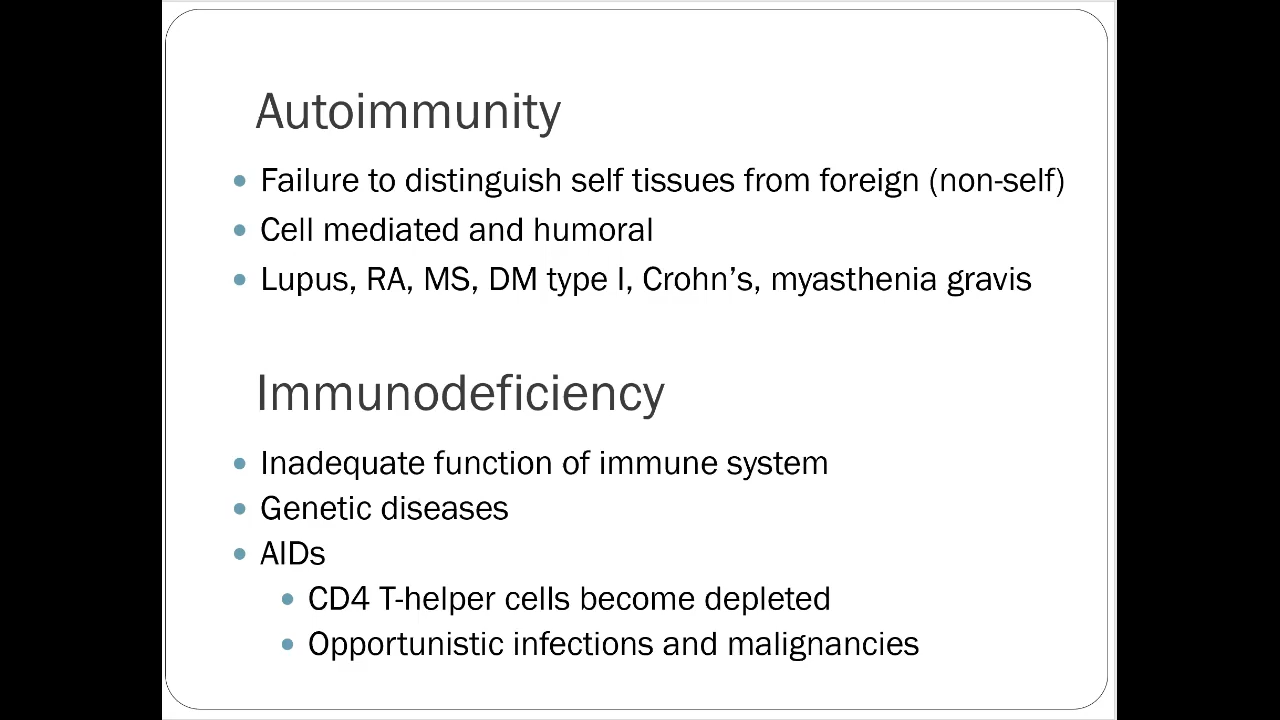 Autoimmunity
• Failure to distinguish self tissues from foreign (non-self)
• Cell mediated and humoral
• Lupus, RA, MS, DM type I, Crohn’s, myasthenia gravis
Immunodeficiency
• Inadequate function of immune system
• Genetic diseases
• AIDs
• CD4 T-helper cells become depleted
• Opportunistic infections and malignancies